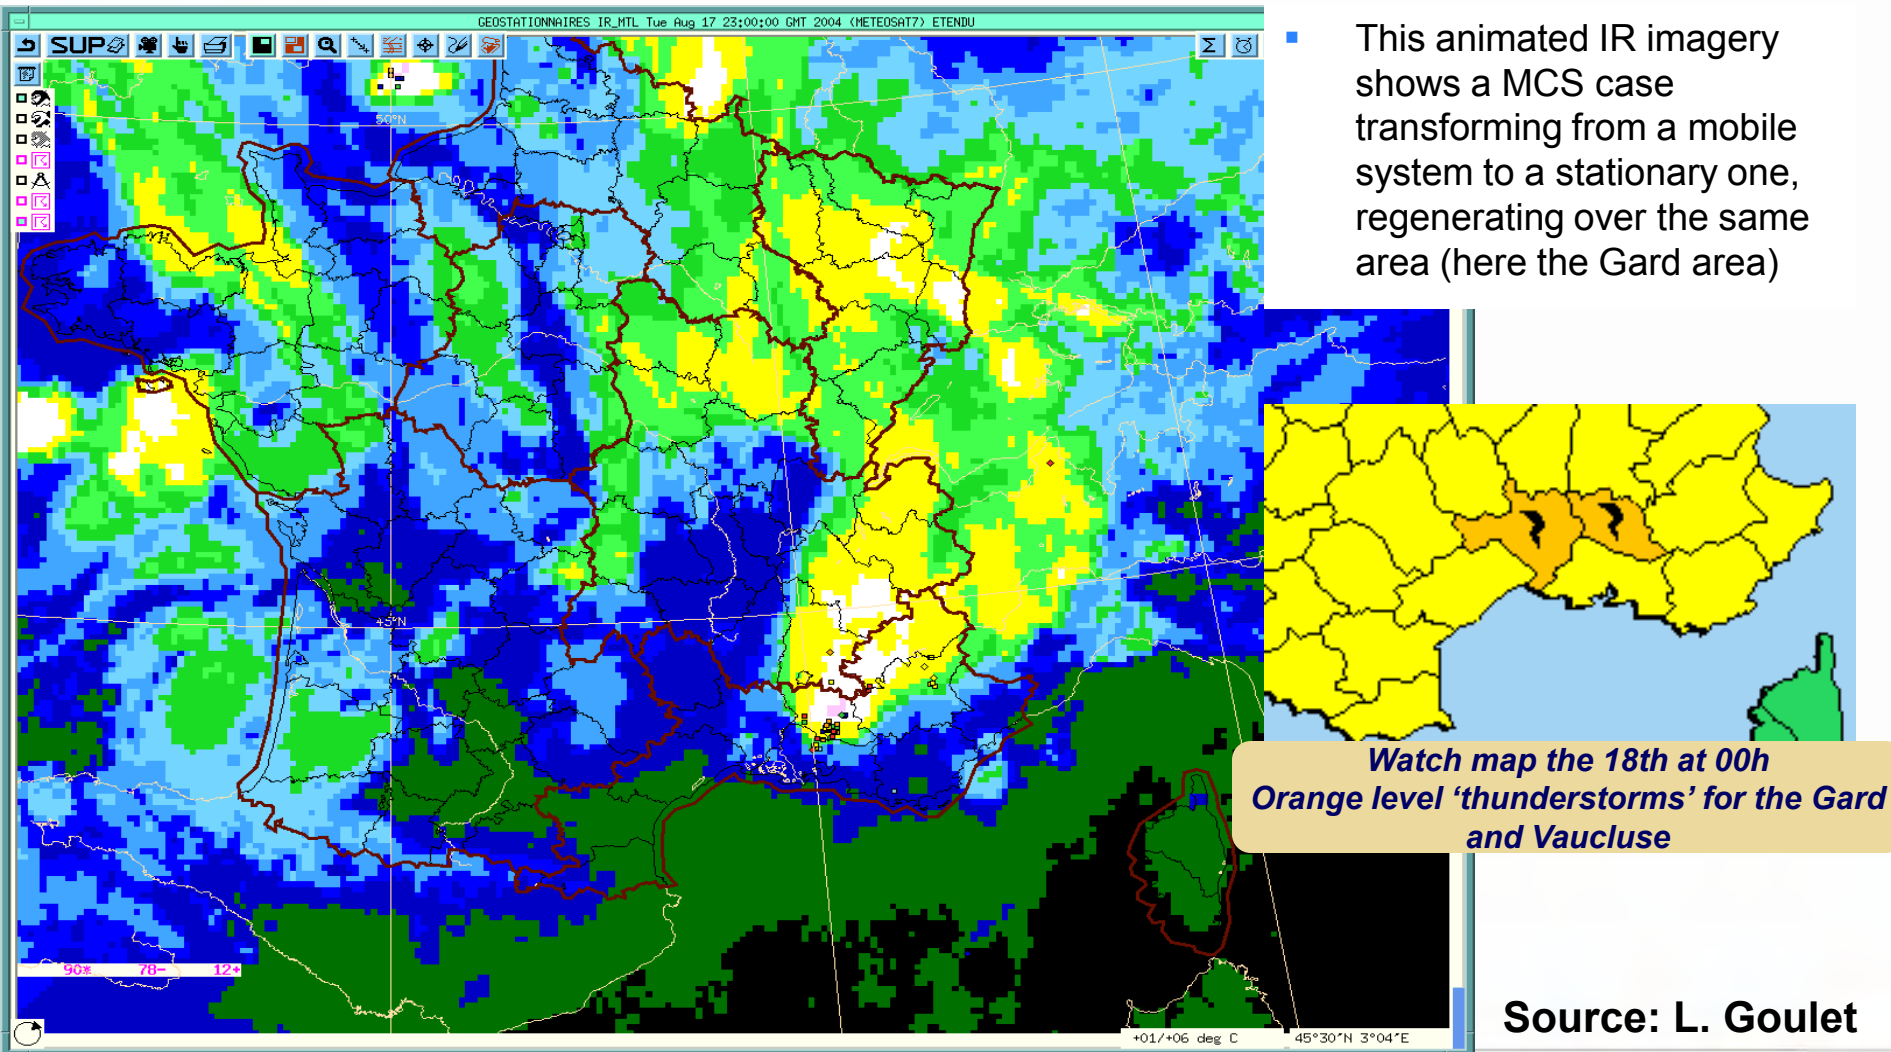 GEOSTATIONNAIRES IR_MTL Tue Aug 17 23:00:00 GMT 2004 (METEOSAT7) ETENDU
SUP
Σ
50°N
45°N
90* 78- 12+
+01/+06 deg C
45°30"N 3°04"E
▪ This animated IR imagery
shows a MCS case
transforming from a mobile
system to a stationary one,
regenerating over the same
area (here the Gard area)
Watch map the 18th at 00h
Orange level ‘thunderstorms’ for the Gard
and Vaucluse
Source: L. Goulet